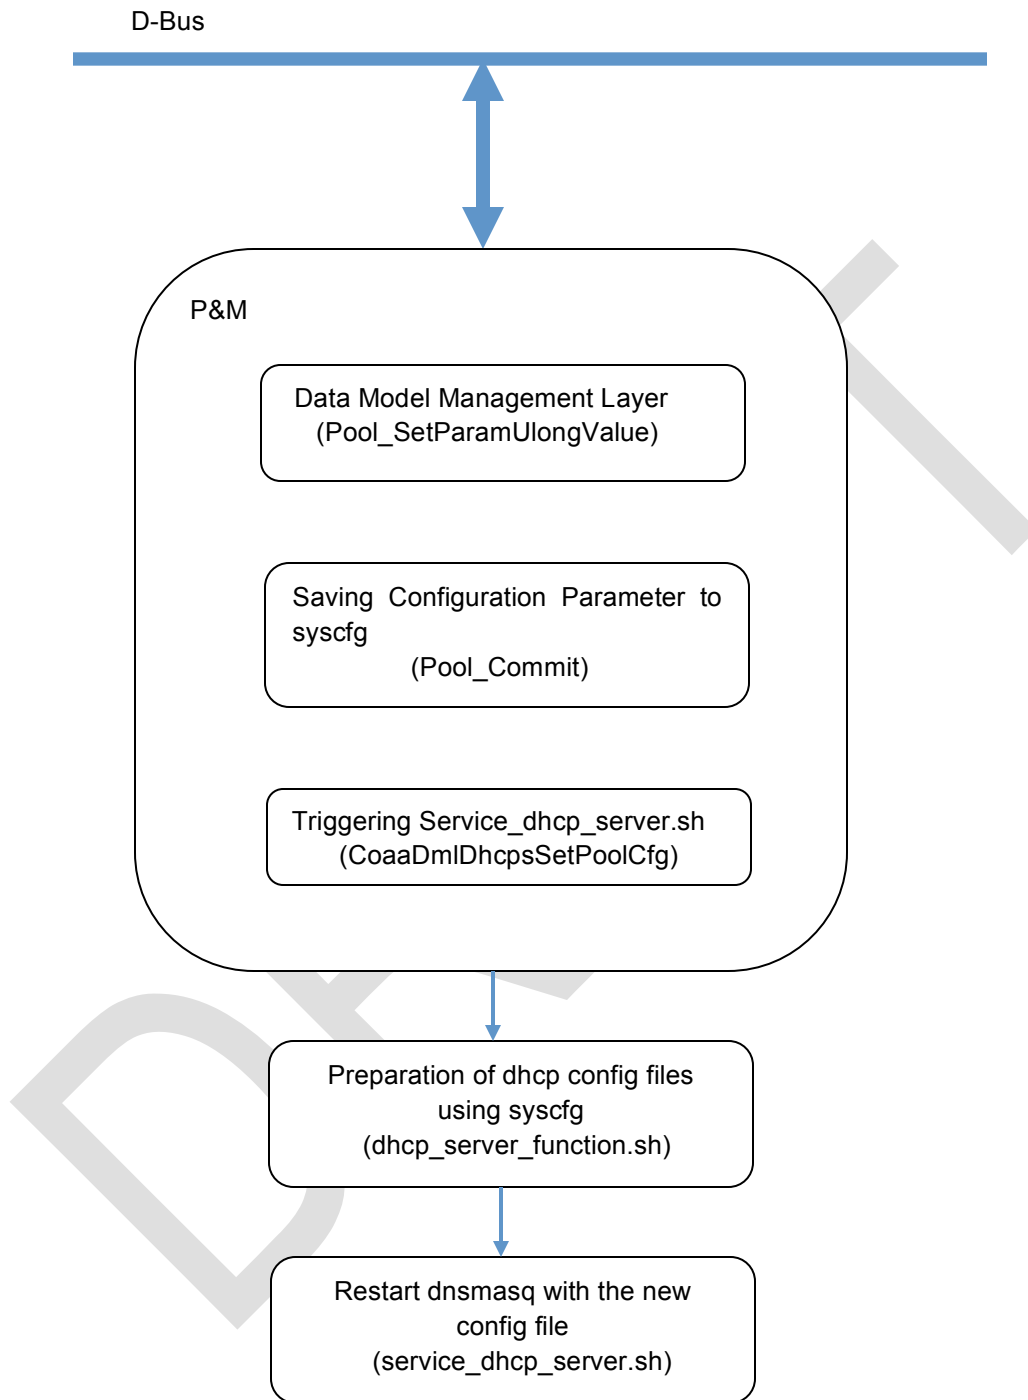 D-Bus
P&M
Data Model Management Layer
(Pool_SetParamUlongValue)
Saving Configuration Parameter to
syscfg
(Pool_Commit)
Triggering Service_dhcp_server.sh
(CoaaDmlDhcpsSetPoolCfg)
Preparation of dhcp config files
using syscfg
(dhcp_server_function.sh)
Restart dnsmasq with the new
config file
(service_dhcp_server.sh)